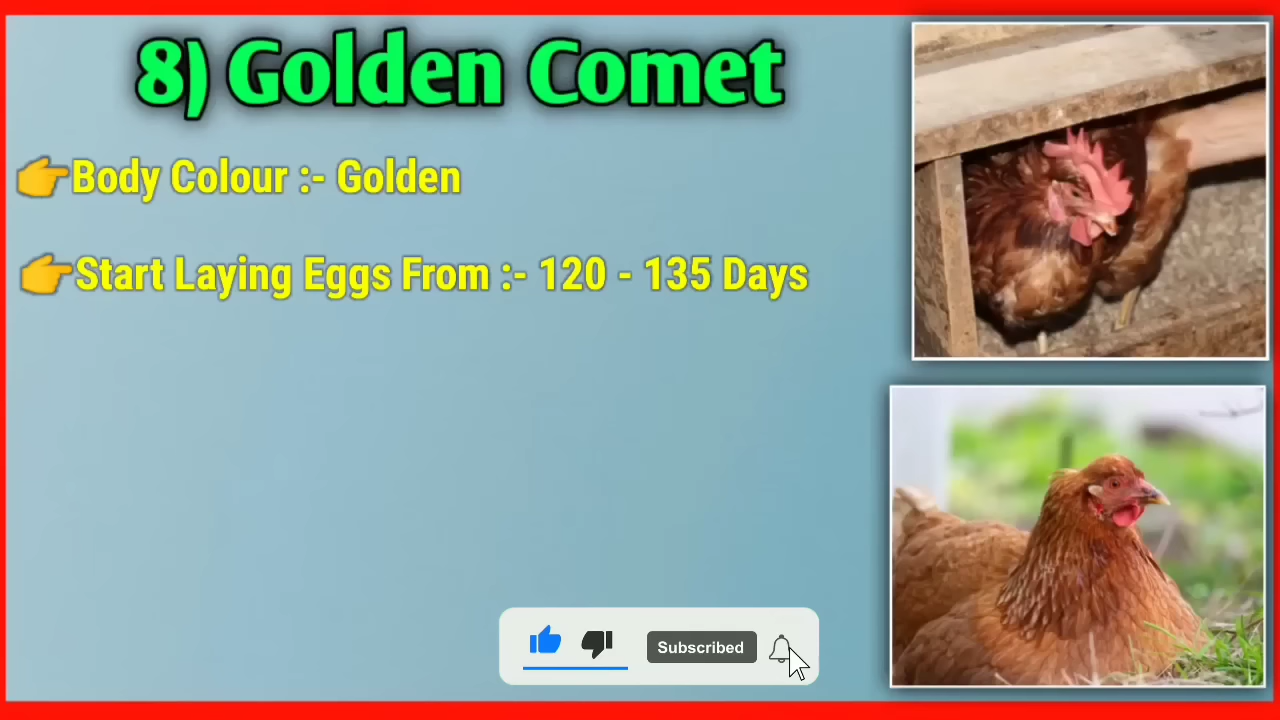 8) Golden Comet
👉Body Colour :- Golden
👉Start Laying Eggs From :- 120 - 135 Days
Subscribed